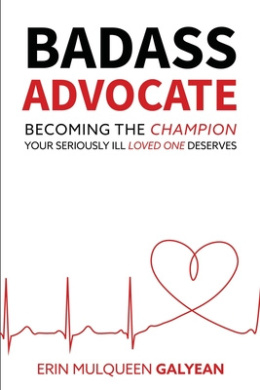 BADASS
ADVOCATE
BECOMING THE CHAMPION
YOUR SERIOUSLY ILL LOVED ONE DESERVES
ERIN MULQUEEN GALYEAN